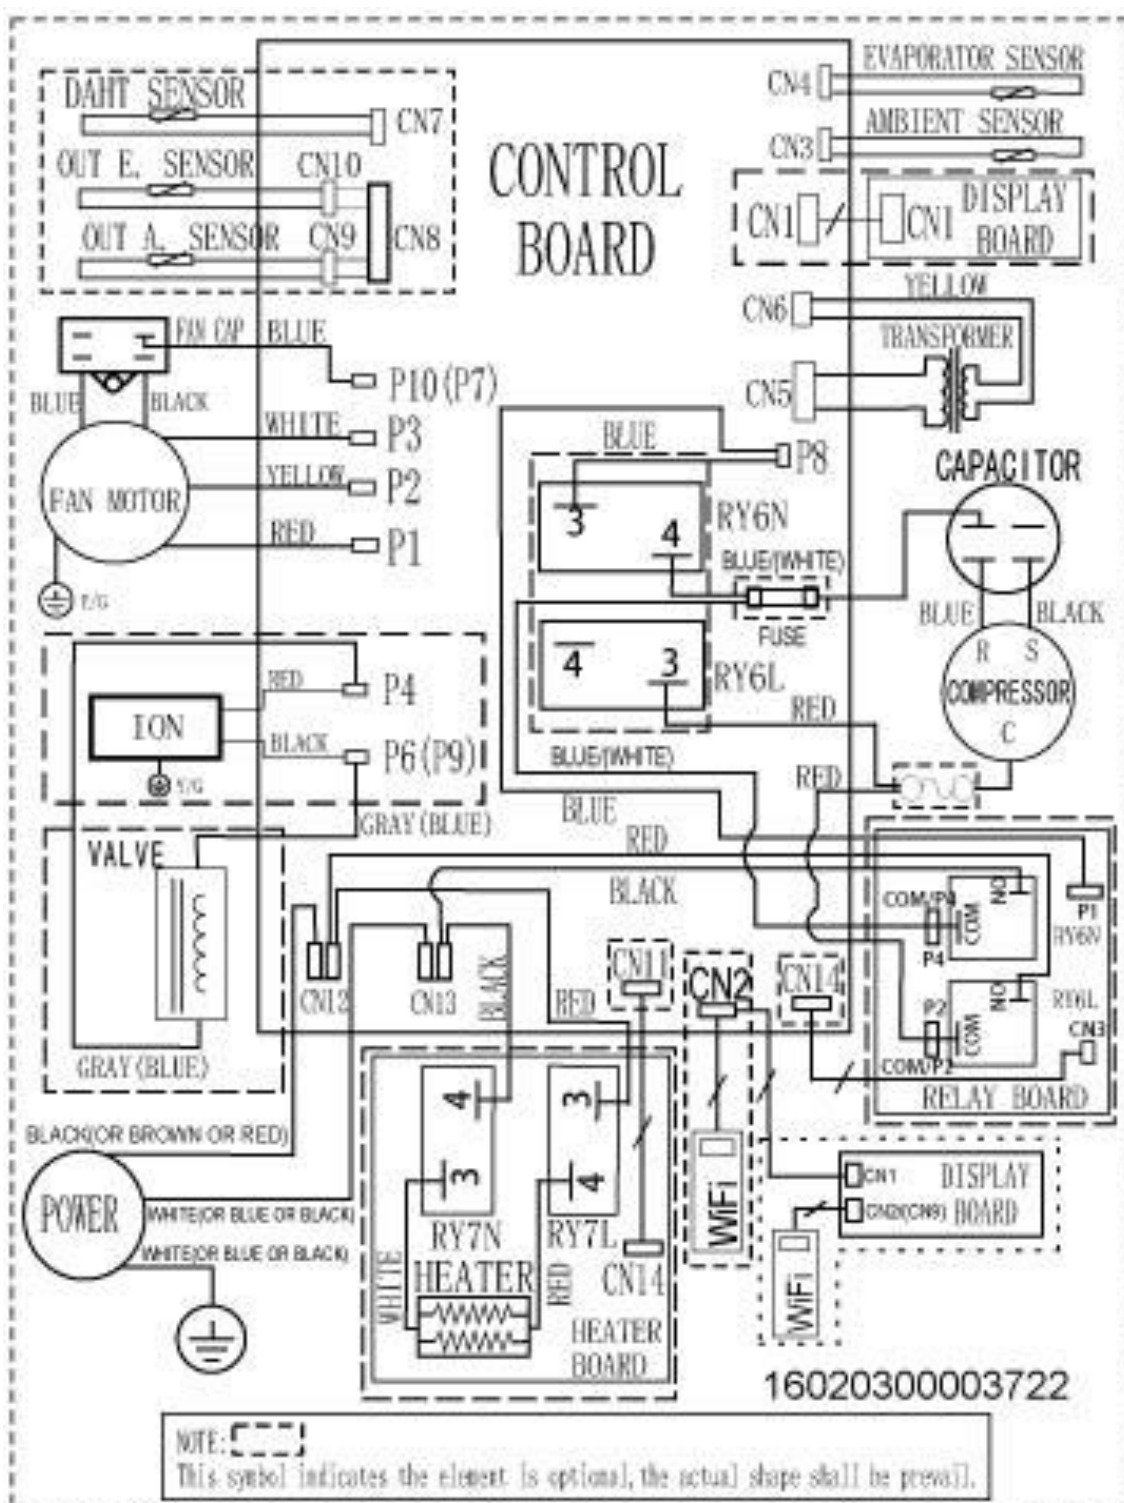 DAHT SENSOR
CN7
OUT E. SENSOR
CN10
OUT A. SENSOR
CN9
CN8
CONTROL
BOARD
EVAPORATOR SENSOR
CN4
AMBIENT SENSOR
CN3
CN1
CN1
DISPLAY
BOARD
YELLOW
CN6
TRANSFORMER
CN5
FAN CAP
BLUE
P10(P7)
BLUE
BLACK
WHITE
P3
YELLOW
P2
FAN MOTOR
RED
P1
Y/G
BLUE
P8
CAPACITOR
3
4
RY6N
BLUE/(WHITE)
FUSE
BLUE
BLACK
4
3
RY6L
R
S
COMPRESSOR
C
RED
RED
P4
ION
BLACK
P6(P9)
Y/G
BLUE/(WHITE)
RED
GRAY(BLUE)
BLUE
RED
BLACK
VALVE
COM/P4
NO
COM
P4
P1
RY6N
CN12
CN13
BLACK
RED
CN11
CN2
CN14
P2
NO
COM
RY6L
CN3
COM/P2
RELAY BOARD
GRAY(BLUE)
BLACK(OR BROWN OR RED)
POWER
WHITE(OR BLUE OR BLACK)
WHITE(OR BLUE OR BLACK)
4
3
RY7N
3
4
RY7L
CN14
HEATER
WHITE
RED
HEATER
BOARD
WiFi
CN1
DISPLAY
CN2(CN9)
BOARD
WiFi
16020300003722
NOTE:
This symbol indicates the element is optional, the actual shape shall be prevail.